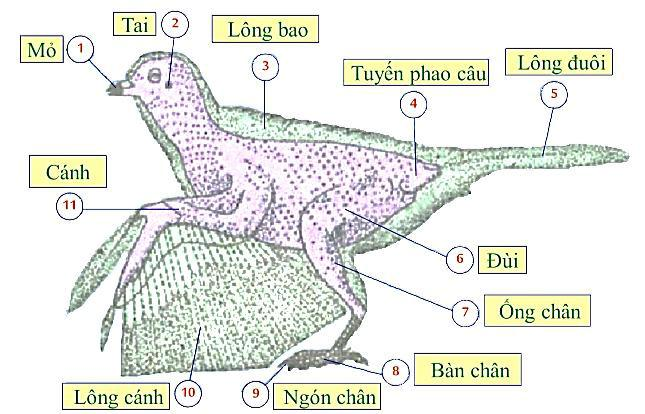 Mỏ 1
Tai 2
Lông bao
3
Tuyến phao câu
4
Lông đuôi
5
Cánh
11
6 Đùi
7 Ống chân
8 Bàn chân
9 Ngón chân
Lông cánh 10